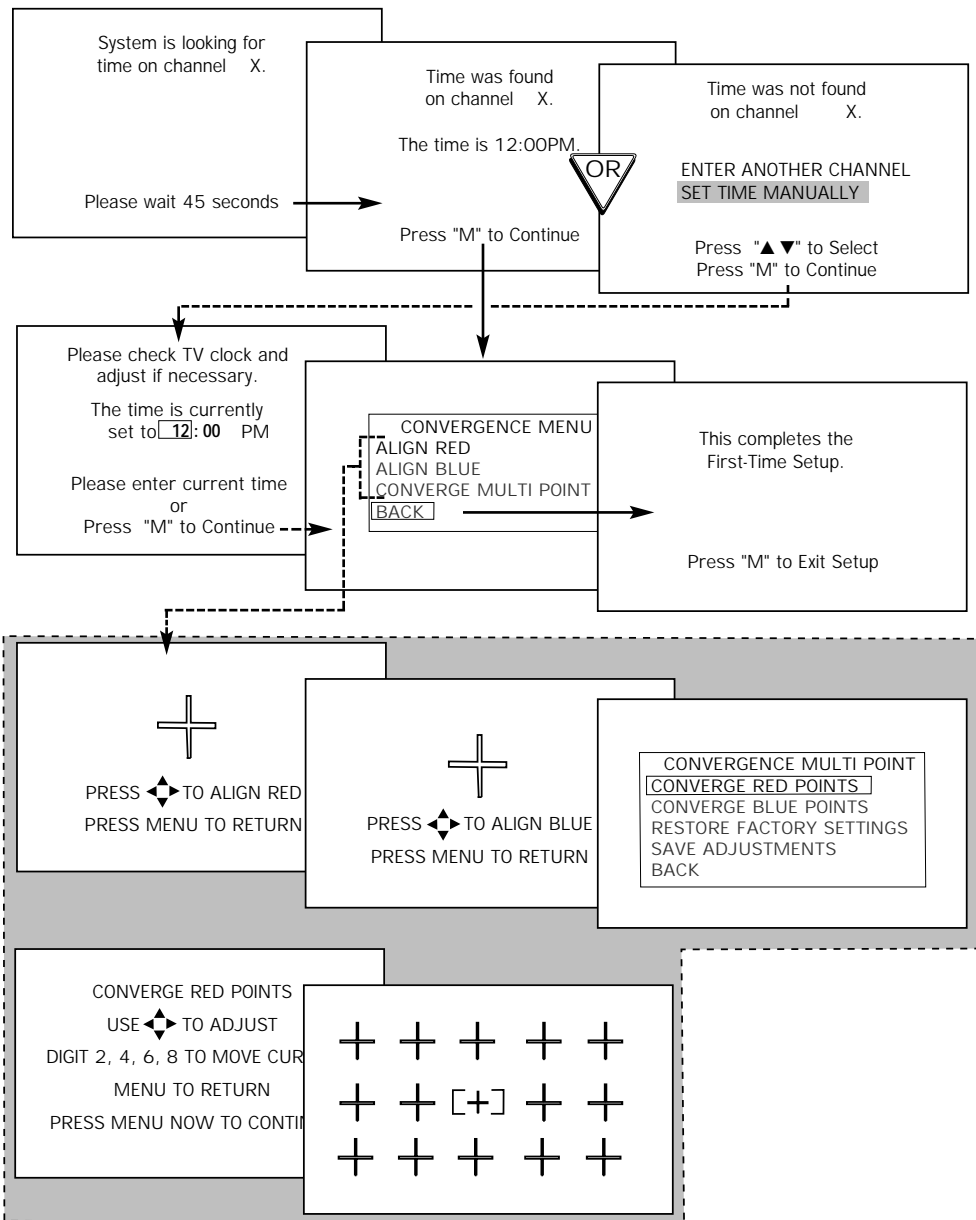 System is looking for
time on channel X.
Please wait 45 seconds
Time was found
on channel X.
The time is 12:00PM.
Press "M" to Continue
OR
Time was not found
on channel X.
ENTER ANOTHER CHANNEL
SET TIME MANUALLY
Press "▲ ▼" to Select
Press "M" to Continue
Please check TV clock and
adjust if necessary.
The time is currently
set to 12:00 PM
Please enter current time
or
Press "M" to Continue
CONVERGENCE MENU
ALIGN RED
ALIGN BLUE
CONVERGE MULTI POINT
BACK
This completes the
First-Time Setup.
Press "M" to Exit Setup
PRESS TO ALIGN RED
PRESS MENU TO RETURN
PRESS TO ALIGN BLUE
PRESS MENU TO RETURN
CONVERGENCE MULTI POINT
CONVERGE RED POINTS
CONVERGE BLUE POINTS
RESTORE FACTORY SETTINGS
SAVE ADJUSTMENTS
BACK
CONVERGE RED POINTS
USE TO ADJUST
DIGIT 2, 4, 6, 8 TO MOVE CUR
MENU TO RETURN
PRESS MENU NOW TO CONTIN